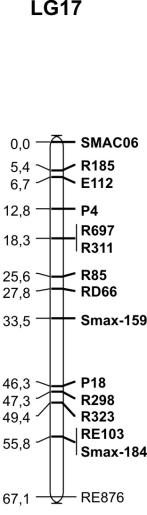 LG17
0,0 SMAC06
5,4 R185
6,7 E112
12,8 P4
18,3 R697
R311
25,6 R85
27,8 RD66
33,5 Smax-159
46,3 P18
47,3 R298
49,4 R323
55,8 RE103
Smax-184
67,1 RE876